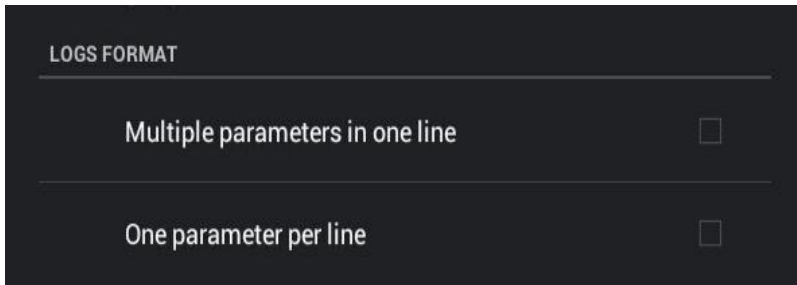 LOGS FORMAT
Multiple parameters in one line
One parameter per line